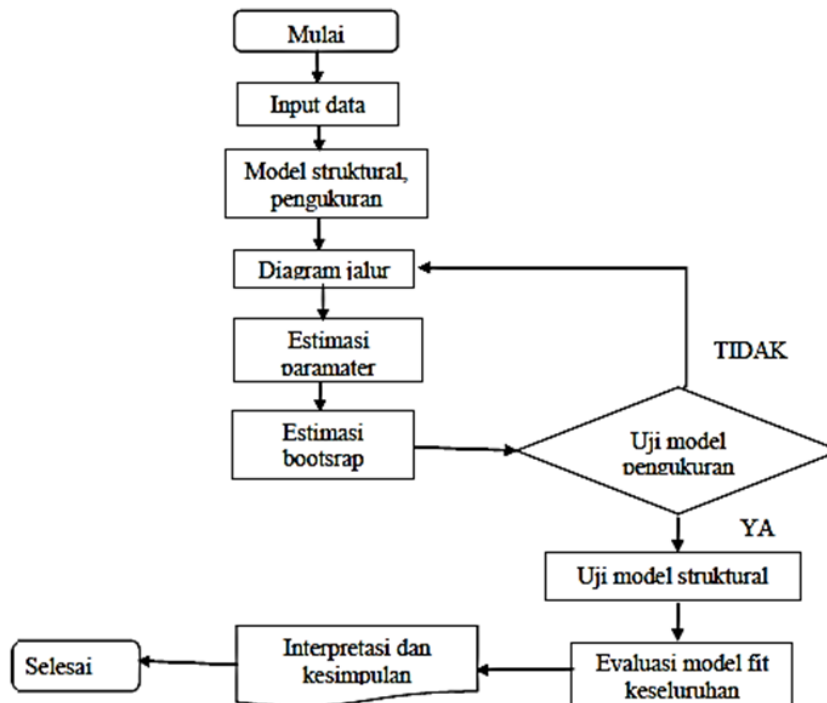 Mulai
Input data
Model struktural,
pengukuran
Diagram jalur
Estimasi
paramater
Estimasi
bootsrap
TIDAK
Uji model
pengukuran
YA
Uji model struktural
Evaluasi model fit
keseluruhan
Interpretasi dan
kesimpulan
Selesai